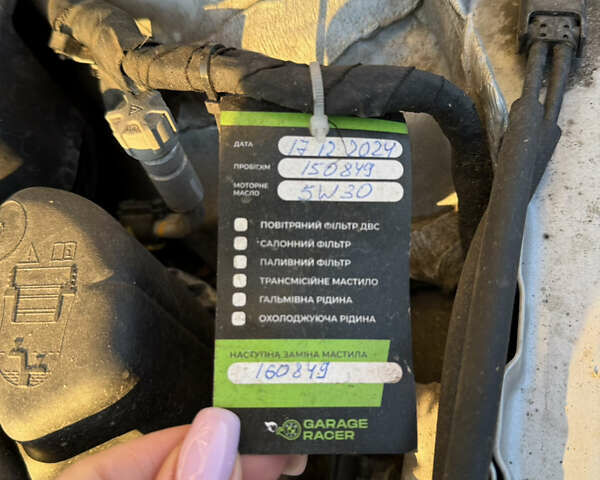 ДАТА 17 12 2024
ПРОБІГ/КМ 150849
МОТОРНЕ МАСЛО 5W30
ПОВІТРЯНИЙ ФІЛЬТР ДВС
САЛОННИЙ ФІЛЬТР
ПАЛИВНИЙ ФІЛЬТР
ТРАНСМІСІЙНЕ МАСТИЛО
ГАЛЬМІВНА РІДИНА
ОХОЛОДЖУЮЧА РІДИНА
НАСТУПНА ЗАМІНА МАСТИЛА
160849
GARAGE
RACER